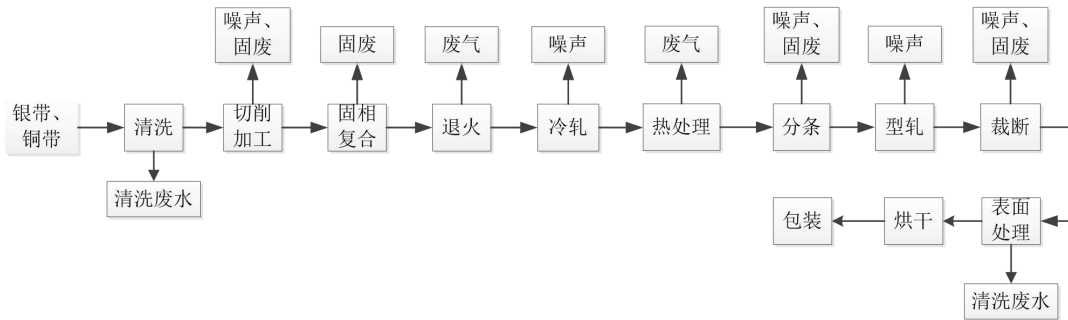 噪声、
固废
固废
废气
噪声
废气
噪声、
固废
噪声
噪声、
固废
银带、
铜带
清洗
切削
加工
固相
复合
退火
冷轧
热处理
分条
型轧
裁断
清洗废水
包装
烘干
表面
处理
清洗废水